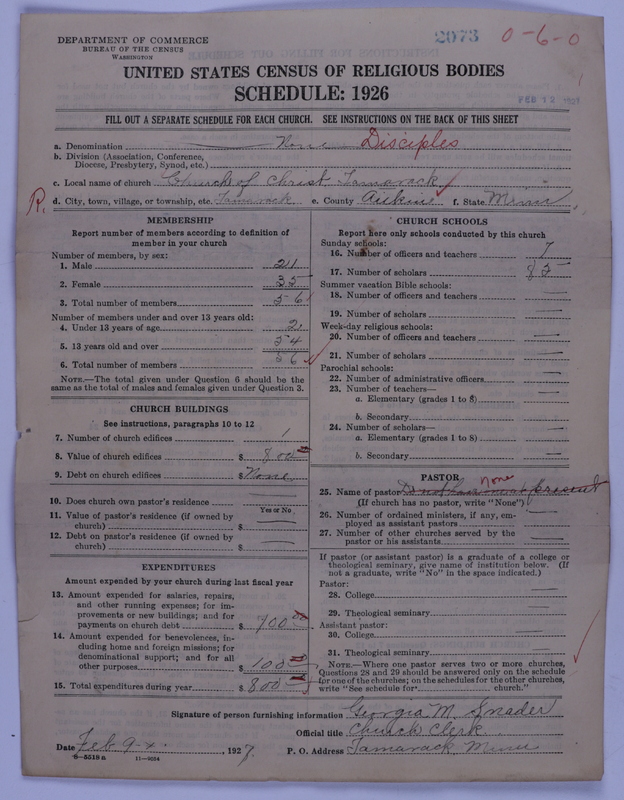 DEPARTMENT OF COMMERCE
BUREAU OF THE CENSUS
WASHINGTON
2073 0-6-0
UNITED STATES CENSUS OF RELIGIOUS BODIES
SCHEDULE: 1926
FEB 12 1927
FILL OUT A SEPARATE SCHEDULE FOR EACH CHURCH. SEE INSTRUCTIONS ON THE BACK OF THIS SHEET
a. Denomination None Disciples
b. Division (Association, Conference,
Diocese, Presbytery, Synod, etc.)
c. Local name of church Church of Christ Tamarack
R. d. City, town, village, or township, etc. Tamarack e. County f. State Minn
MEMBERSHIP
Report number of members according to definition of
member in your church
Number of members, by sex:
1. Male 21
2. Female 35
3. Total number of members 56
Number of members under and over 13 years old:
4. Under 13 years of age 2
5. 13 years old and over 54
6. Total number of members 56
NOTE.—The total given under Question 6 should be
same as the total of males and females given under Question 3.
CHURCH BUILDINGS
See instructions, paragraphs 10 to 12
7. Number of church edifices 1
8. Value of church edifices $ 800
9. Debt on church edifices $ None
10. Does church own pastor's residence
Yes or No
11. Value of pastor's residence (if owned by
church) $
12. Debt on pastor's residence (if owned by
church) $
EXPENDITURES
Amount expended by your church during last fiscal year
13. Amount expended for salaries, repairs,
and other running expenses; for im-
provements or new buildings; and for
payments on church debt $ 700 00
14. Amount expended for benevolences, in-
cluding home and foreign missions; for
denominational support; and for all
other purposes $ 100
15. Total expenditures during year $ 800
CHURCH SCHOOLS
Report here only schools conducted by this church
Sunday schools:
16. Number of officers and teachers 7
17. Number of scholars 85
Summer vacation Bible schools:
18. Number of officers and teachers
19. Number of scholars
Week-day religious schools:
20. Number of officers and teachers
21. Number of scholars
Parochial schools:
22. Number of administrative officers
23. Number of teachers—
a. Elementary (grades 1 to 8)
b. Secondary
24. Number of scholars—
a. Elementary (grades 1 to 8)
b. Secondary
PASTOR
none
25. Name of pastor present
(If church has no pastor, write "None")
26. Number of ordained ministers, if any, em-
ployed as assistant pastors
27. Number of other churches served by the
pastor or his assistants
If pastor (or assistant pastor) is a graduate of a college or
theological seminary, give name of institution below. (If
not a graduate, write "No" in the space indicated.)
Pastor:
28. College
29. Theological seminary
Assistant pastor:
30. College
31. Theological seminary
NOTE.—Where one pastor serves two or more churches,
Questions 28 and 29 should be answered only on the schedule
for one of the churches; on the schedules for the other churches,
write "See schedule for church."
Signature of person furnishing information Georgia M. Snader
Official title Church Clerk
Date Feb 9-, 1927. P. O. Address Tamarack Minn
8-5519a 11-9884